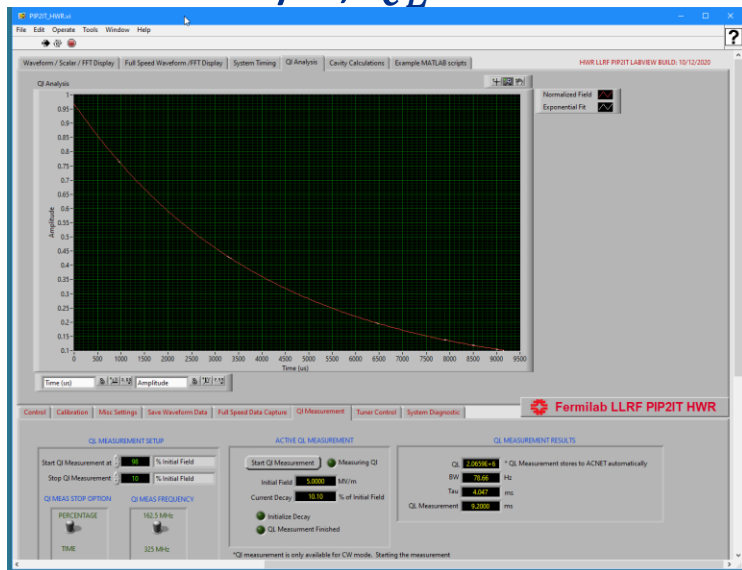 PIP2IT_HWR.vi
File Edit Operate Tools Window Help
?
Waveform / Scalar / FFT Display Full Speed Waveform /FFT Display System Timing Ql Analysis Cavity Calculations Example MATLAB scripts HWR LLRF PIP2IT LABVIEW BUILD: 10/12/2020
Ql Analysis
Normalized Field
Exponential Fit
1-
0.95-
0.9-
0.85-
0.8-
0.75-
0.7-
0.65-
0.6-
0.55-
0.5-
0.45-
0.4-
0.35-
0.3-
0.25-
0.2-
0.15-
0.1-
Amplitude
0 500 1000 1500 2000 2500 3000 3500 4000 4500 5000 5500 6000 6500 7000 7500 8000 8500 9000 9500
Time (us)
Time (us) Amplitude
Fermilab LLRF PIP2IT HWR
Control Calibration Misc Settings Save Waveform Data Full Speed Data Capture Ql Measurement Tuner Control System Diagnostic
QL MEASUREMENT SETUP ACTIVE QL MEASUREMENT QL MEASUREMENT RESULTS
Start Ql Measurement at 98 % Initial Field
Stop Ql Measurement 10 % Initial Field
QI MEAS STOP OPTION QI MEAS FREQUENCY
PERCENTAGE 162.5 MHz
TIME 325 MHz
Start Ql Measurement Measuring Ql
Initial Field 5.0000 MV/m
Current Decay 10.10 % of Initial Field
Initialize Decay
QL Measurment Finished
*Ql measurement is only available for CW mode. Starting the measurement
QL 2.0659E+6 * QL Measurement stores to ACNET automatically
BW 78.66 Hz
Tau 4.047 ms
QL Measurement 9.2000 ms